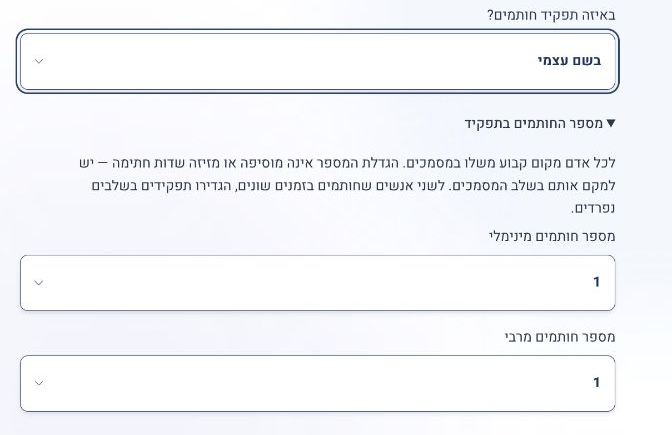 באיזה תפקיד חותמים?
בשם עצמי
▼ מספר החותמים בתפקיד
לכל אדם מקום קבוע משלו במסמכים. הגדלת המספר אינה מוסיפה או מזיזה שדות חתימה – יש
למקם אותם בשלב המסמכים. לשני אנשים שחותמים בזמנים שונים, הגדירו תפקידים בשלבים
נפרדים.
מספר חותמים מינימלי
1
מספר חותמים מרבי
1